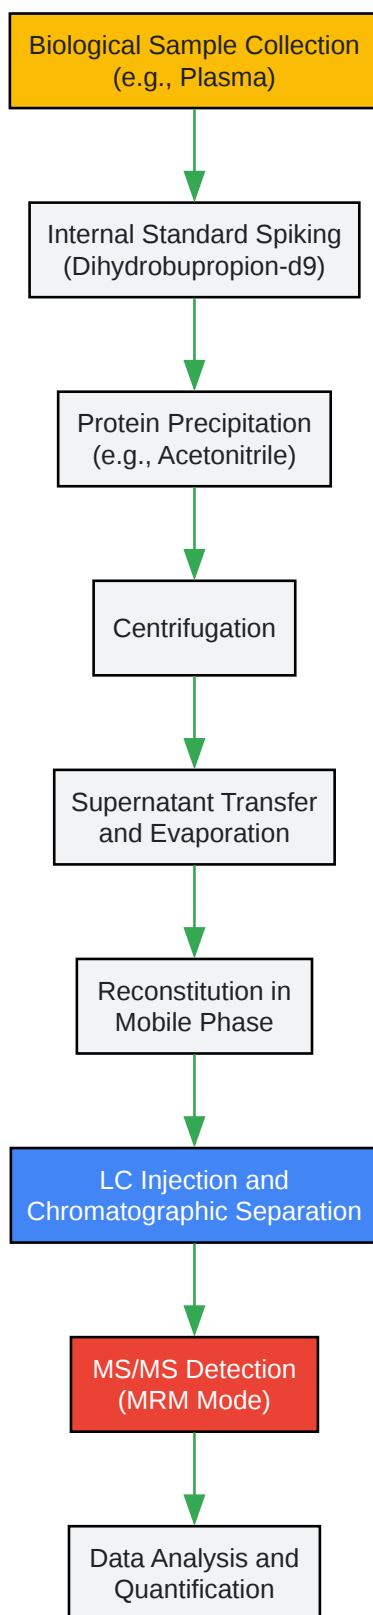 Biological Sample Collection
(e.g., Plasma)
Internal Standard Spiking
(Dihydrobupropion-d9)
Protein Precipitation
(e.g., Acetonitrile)
Centrifugation
Supernatant Transfer
and Evaporation
Reconstitution in
Mobile Phase
LC Injection and
Chromatographic Separation
MS/MS Detection
(MRM Mode)
Data Analysis and
Quantification